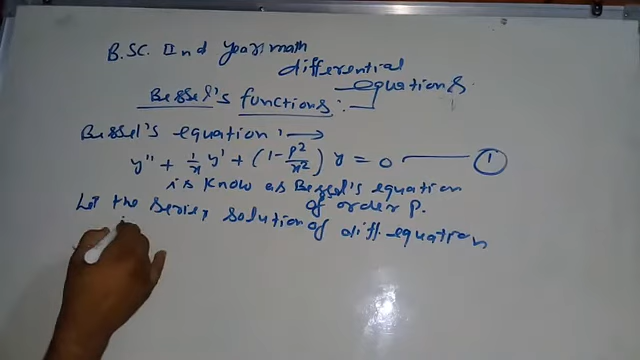 B.SC. IInd year math
differential
equations
Bessel's functions:-
Bessel's equation :→
y'' + 1/x y' + (1 - p²/x²) y = 0 — ①
is know as Bessel's equation
of order P.
Let the series solution of diff. equation